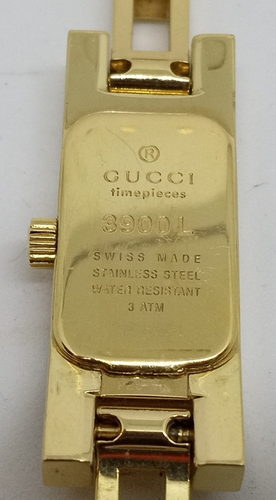 ®
GUCCI
timepieces
3900L
SWISS MADE
STAINLESS STEEL
WATER RESISTANT
3 ATM